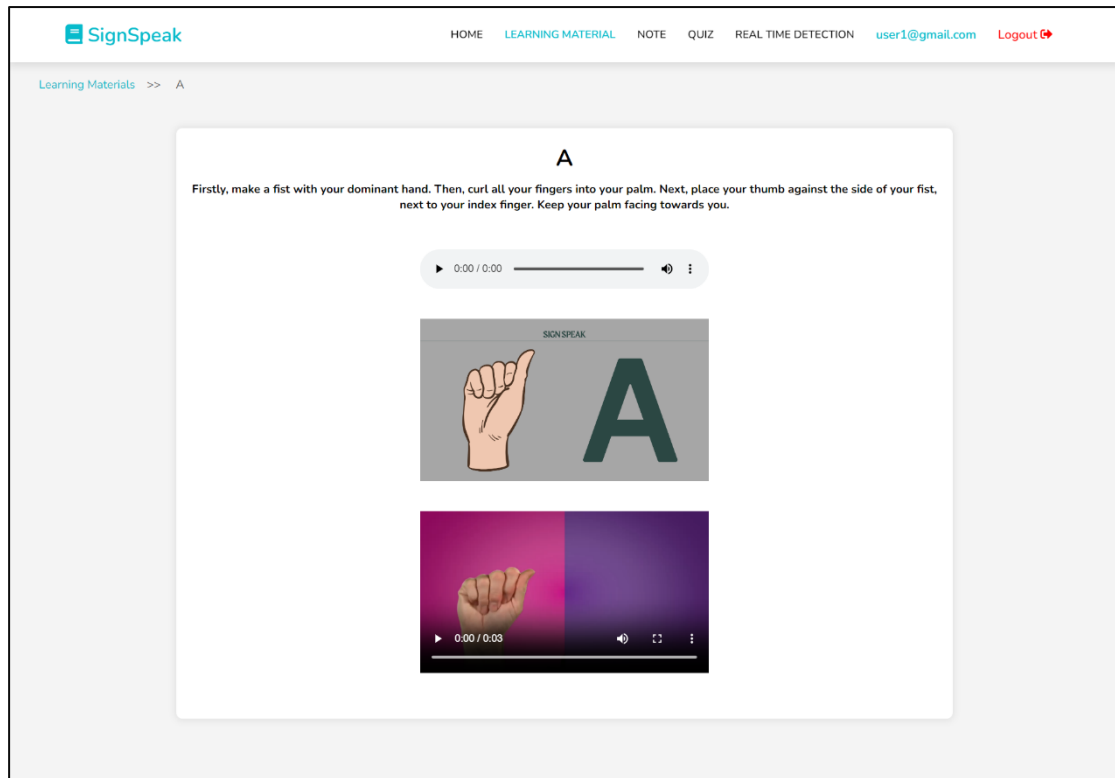 SignSpeak
HOME LEARNING MATERIAL NOTE QUIZ REAL TIME DETECTION user1@gmail.com Logout
Learning Materials >> A
A
Firstly, make a fist with your dominant hand. Then, curl all your fingers into your palm. Next, place your thumb against the side of your fist,
next to your index finger. Keep your palm facing towards you.
0:00 / 0:00
SIGN SPEAK
A
0:00 / 0:03